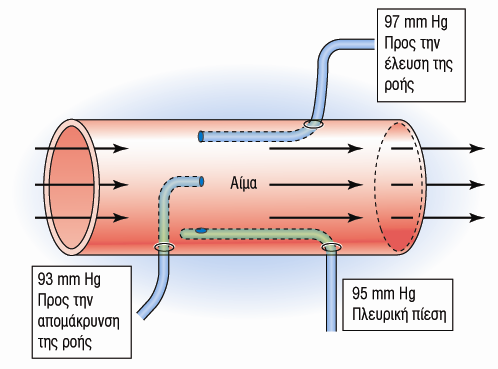 97 mm Hg
Προς την
έλευση της
ροής
Αίμα
93 mm Hg
Προς την
απομάκρυνση
της ροής
95 mm Hg
Πλευρική πίεση